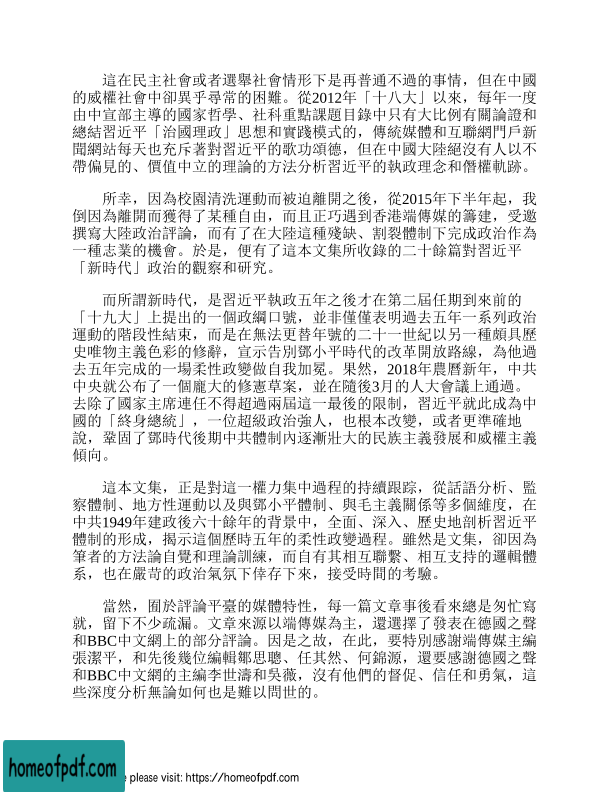 這在民主社會或者選舉社會情形下是再普通不過的事情，但在中國
的威權社會中卻異乎尋常的困難。從2012年「十八大」以來，每年一度
由中宣部主導的國家哲學、社科重點課題目錄中只有大比例有關論證和
總結習近平「治國理政」思想和實踐模式的，傳統媒體和互聯網門戶新
聞網站每天也充斥著對習近平的歌功頌德，但在中國大陸絕沒有人以不
帶偏見的、價值中立的理論的方法分析習近平的執政理念和僭權軌跡。
所幸，因為校園清洗運動而被迫離開之後，從2015年下半年起，我
倒因為離開而獲得了某種自由，而且正巧遇到香港端傳媒的籌建，受邀
撰寫大陸政治評論，而有了在大陸這種殘缺、割裂體制下完成政治作為
一種志業的機會。於是，便有了這本文集所收錄的二十餘篇對習近平
「新時代」政治的觀察和研究。
而所謂新時代，是習近平執政五年之後才在第二屆任期到來前的
「十九大」上提出的一個政綱口號，並非僅僅表明過去五年一系列政治
運動的階段性結束，而是在無法更替年號的二十一世紀以另一種頗具歷
史唯物主義色彩的修辭，宣示告別鄧小平時代的改革開放路線，為他過
去五年完成的一場柔性政變做自我加冕。果然，2018年農曆新年，中共
中央就公布了一個龐大的修憲草案，並在隨後3月的人大會議上通過。
去除了國家主席連任不得超過兩屆這一最後的限制，習近平就此成為中
國的「終身總統」，一位超級政治強人，也根本改變，或者更準確地
說，鞏固了鄧時代後期中共體制內逐漸壯大的民族主義發展和威權主義
傾向。
這本文集，正是對這一權力集中過程的持續跟踪，從話語分析、監
察體制、地方性運動以及與鄧小平體制、與毛主義關係等多個維度，在
中共1949年建政後六十餘年的背景中，全面、深入、歷史地剖析習近平
體制的形成，揭示這個歷時五年的柔性政變過程。雖然是文集，卻因為
筆者的方法論自覺和理論訓練，而自有其相互聯繫、相互支持的邏輯體
系，也在嚴苛的政治氣氛下倖存下來，接受時間的考驗。
當然，囿於評論平臺的媒體特性，每一篇文章事後看來總是匆忙寫
就，留下不少疏漏。文章來源以端傳媒為主，還選擇了發表在德國之聲
和BBC中文網上的部分評論。因是之故，在此，要特別感謝端傳媒主編
張潔平，和先後幾位編輯鄒思聰、任其然、何錦源，還要感謝德國之聲
和BBC中文網的主編李世濤和吳薇，沒有他們的督促、信任和勇氣，這
些深度分析無論如何也是難以問世的。
homeofpdf.com
please visit: https://homeofpdf.com